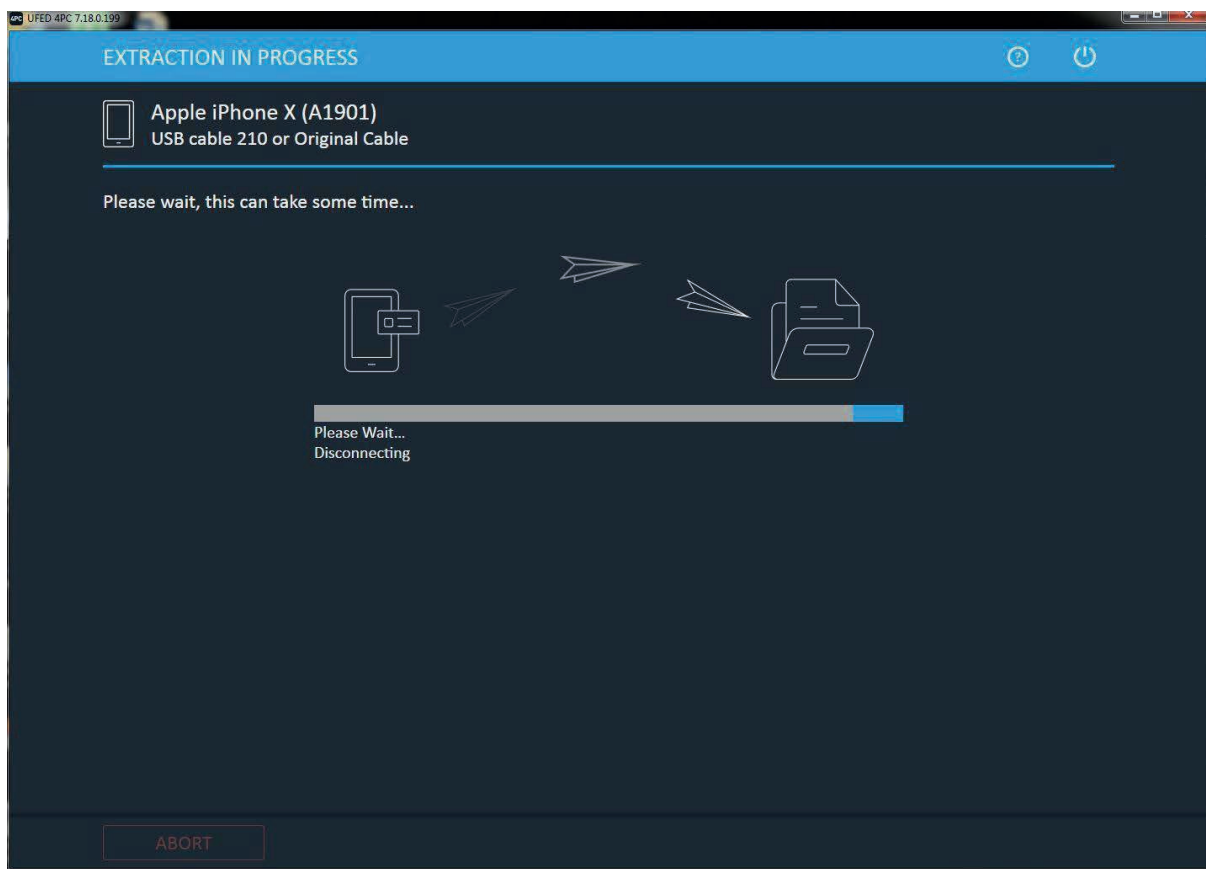 4PC UFED 4PC 7.18.0.199
EXTRACTION IN PROGRESS
Apple iPhone X (A1901)
USB cable 210 or Original Cable
Please wait, this can take some time...
Please Wait...
Disconnecting
ABORT